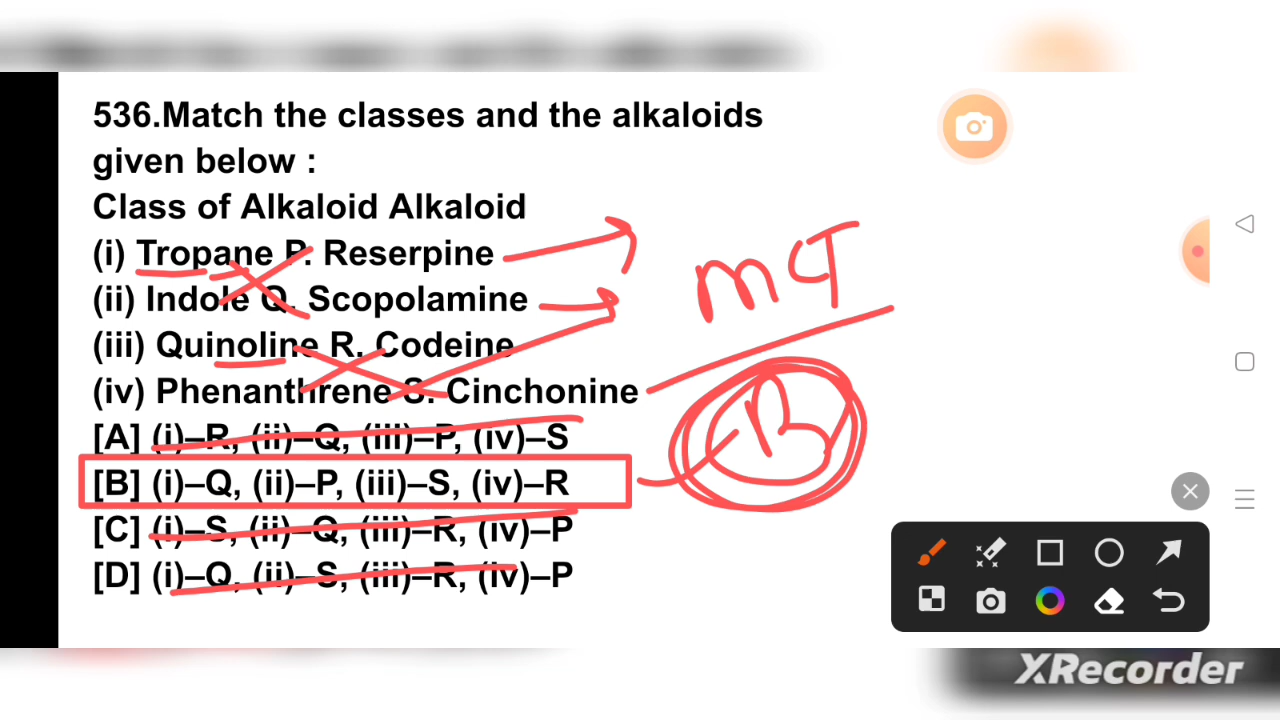 536.Match the classes and the alkaloids
given below :
Class of Alkaloid Alkaloid
(i) Tropane P. Reserpine
(ii) Indole Q. Scopolamine
(iii) Quinoline R. Codeine
(iv) Phenanthrene S. Cinchonine
[A] (i)–R, (ii)–Q, (iii)–P, (iv)–S
[B] (i)–Q, (ii)–P, (iii)–S, (iv)–R
[C] (i)–S, (ii)–Q, (iii)–R, (iv)–P
[D] (i)–Q, (ii)–S, (iii)–R, (iv)–P
B
XRecorder